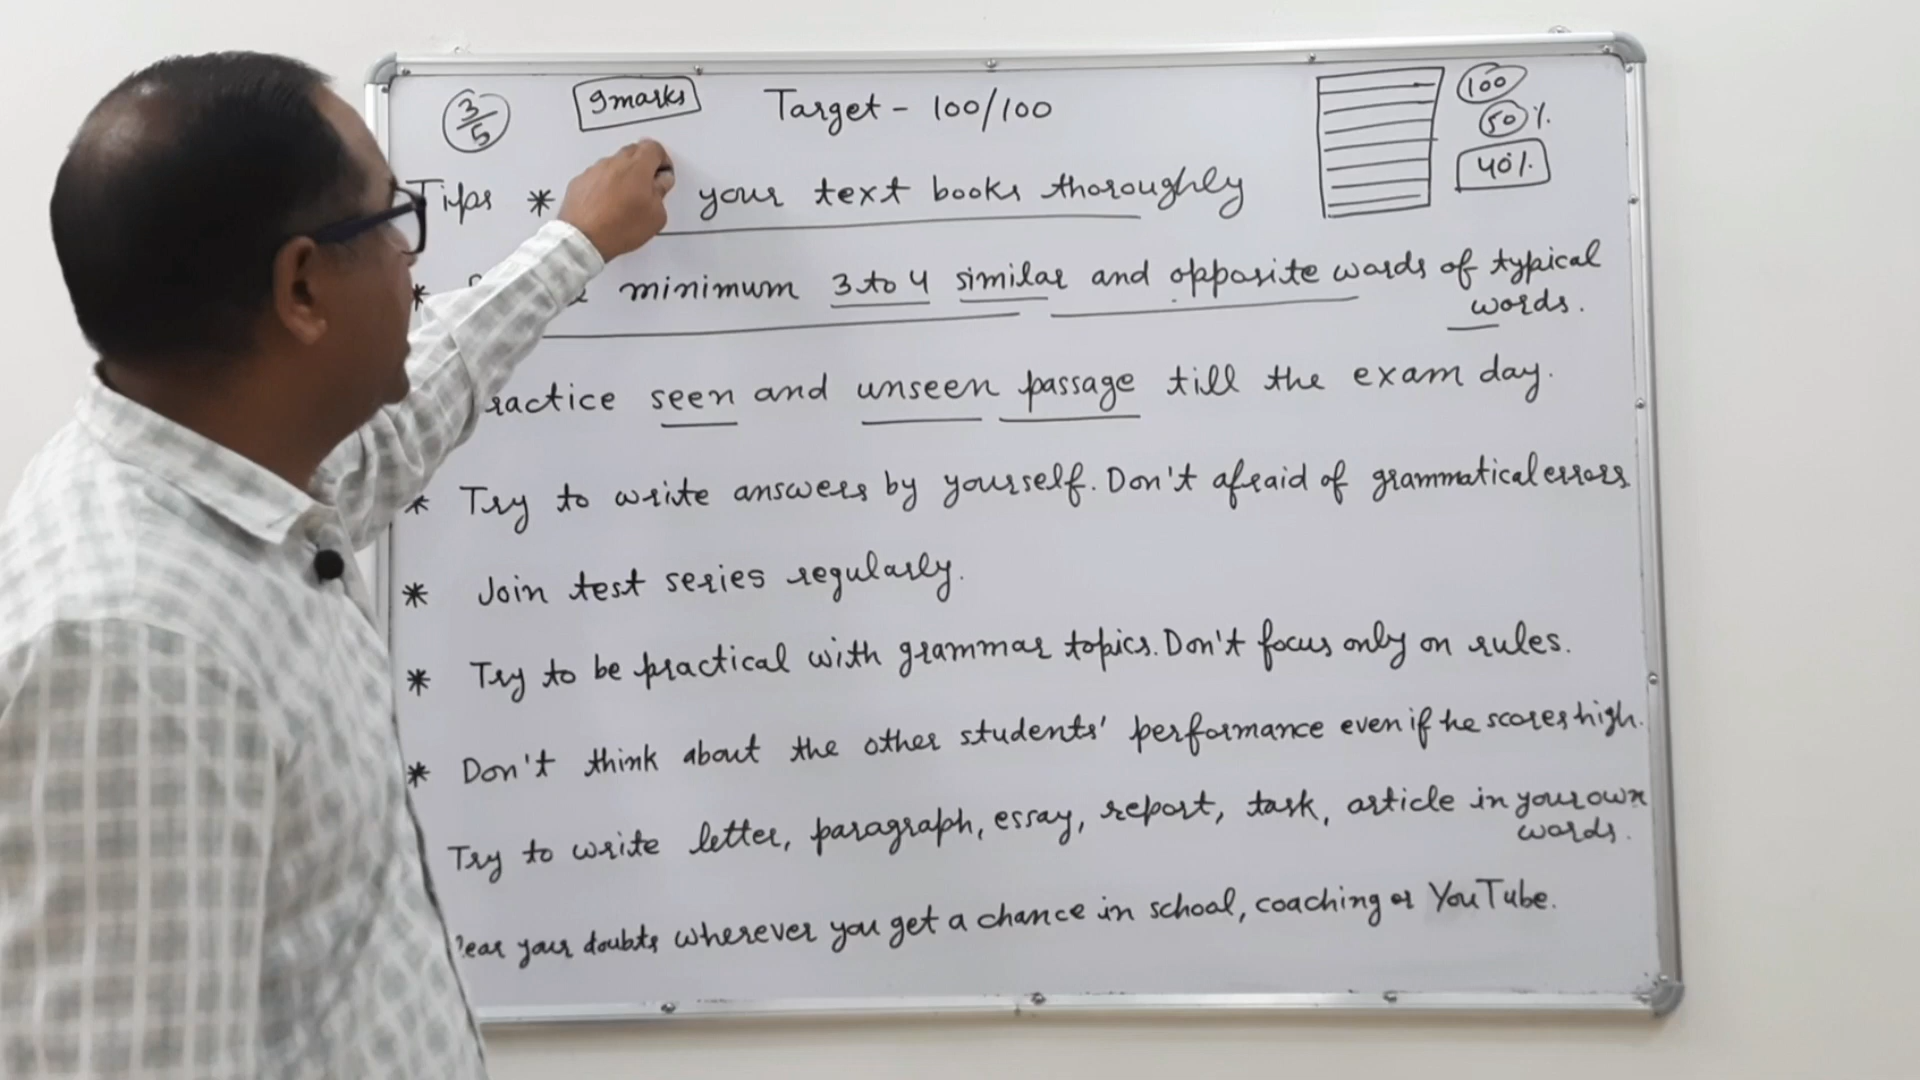 3/5 9marks Target - 100/100
100
50%
40%
Tips * your text books thoroughly
* minimum 3 to 4 similar and opposite words of typical
words.
ractice seen and unseen passage till the exam day.
* Try to write answers by yourself. Don't afraid of grammatical errors
* Join test series regularly.
* Try to be practical with grammar topics. Don't focus only on rules.
* Don't think about the other students' performance even if he scores high.
Try to write letter, paragraph, essay, report, task, article in your own
words.
lear your doubts wherever you get a chance in school, coaching or YouTube.